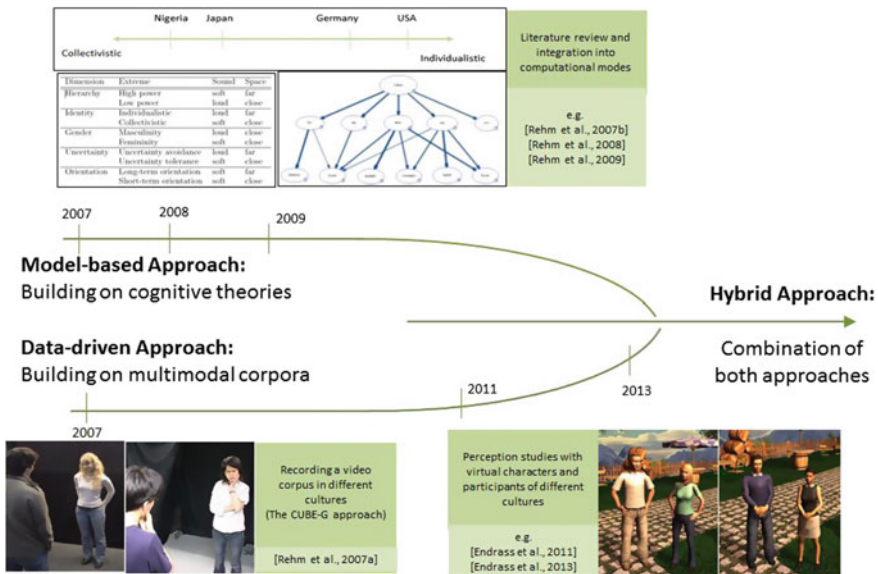 Nigeria Japan Germany USA
Collectivistic
Individualistic
Literature review and
integration into
computational modes
e.g.
[Rehm et al., 2007b]
[Rehm et al., 2008]
[Rehm et al., 2009]
Dimension Extreme Sound Space
Hierarchy High power soft far
Low power loud close
Identity Individualistic loud far
Collectivistic soft close
Gender Masculinity loud close
Femininity soft close
Uncertainty Uncertainty avoidance loud far
Uncertainty tolerance soft close
Orientation Long-term orientation soft far
Short-term orientation soft close
2007
2008
2009
Model-based Approach:
Building on cognitive theories
Hybrid Approach:
Combination of
both approaches
Data-driven Approach:
Building on multimodal corpora
2007
2011
2013
Recording a video
corpus in different
cultures
(The CUBE-G approach)
[Rehm et al., 2007a]
Perception studies with
virtual characters and
participants of different
cultures
e.g.
[Endrass et al., 2011]
[Endrass et al., 2013]